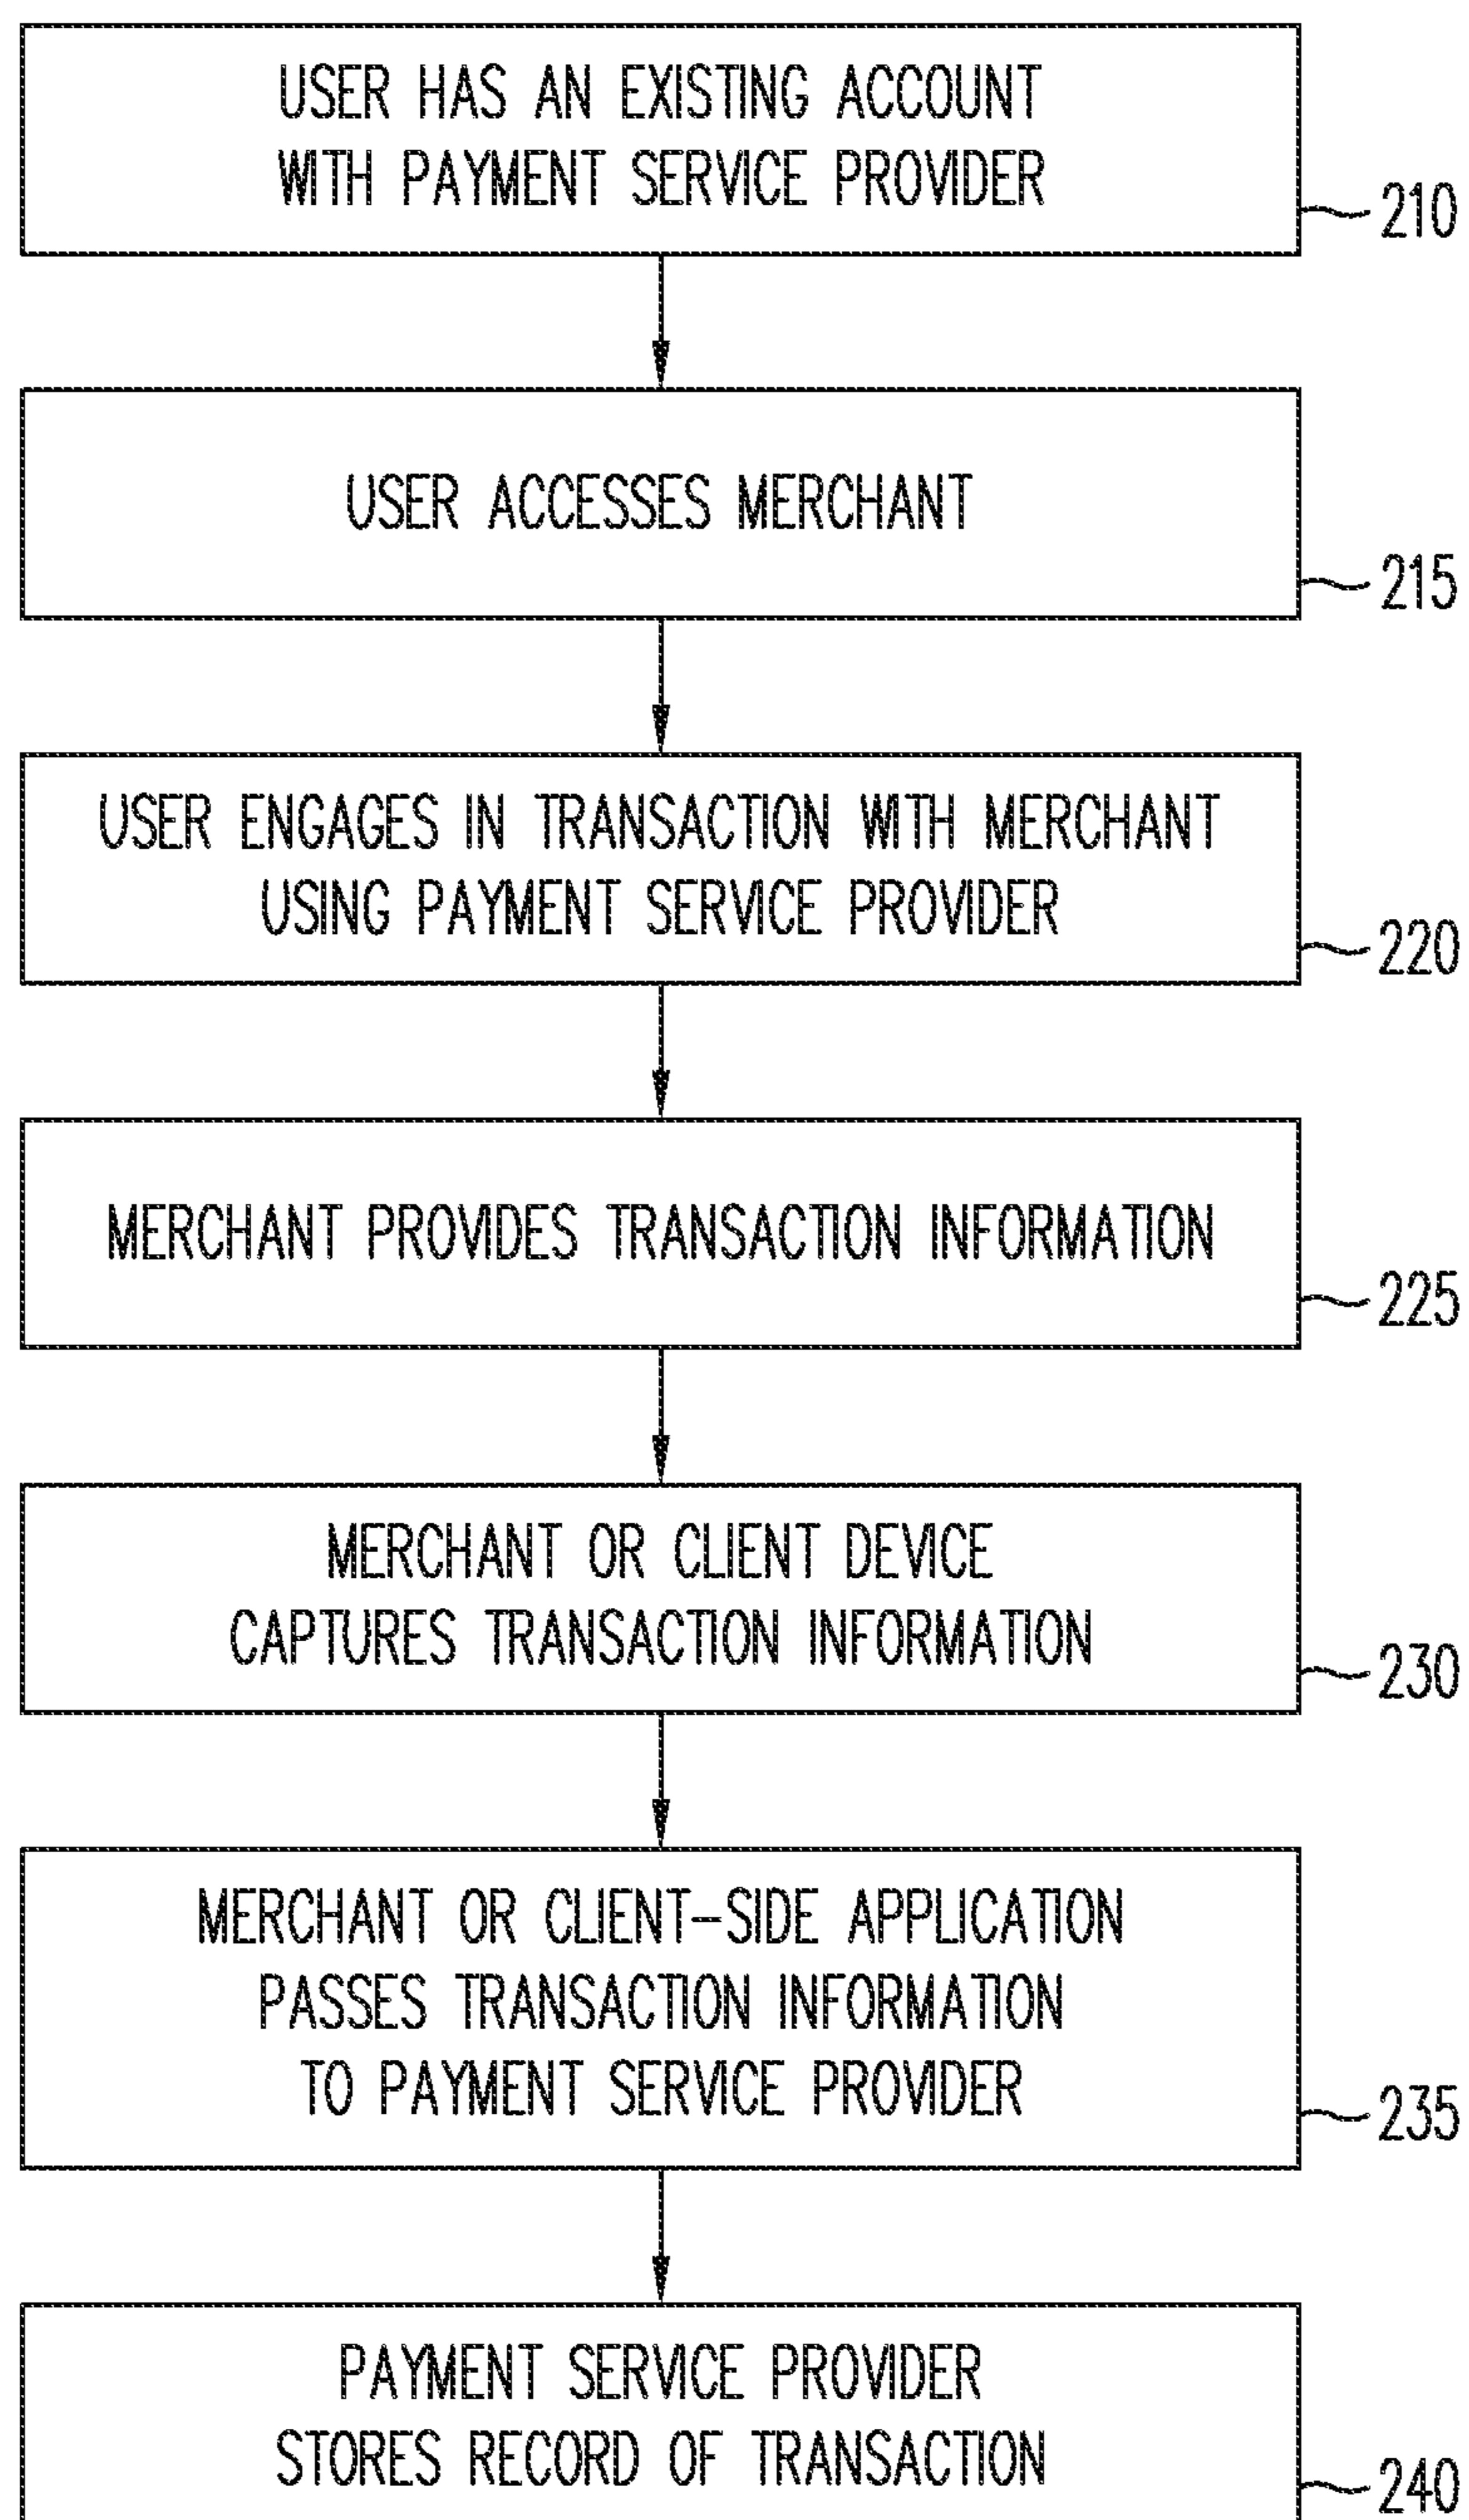 USER HAS AN EXISTING ACCOUNT
WITH PAYMENT SERVICE PROVIDER
210
USER ACCESSES MERCHANT
215
USER ENGAGES IN TRANSACTION WITH MERCHANT
USING PAYMENT SERVICE PROVIDER
220
MERCHANT PROVIDES TRANSACTION INFORMATION
225
MERCHANT OR CLIENT DEVICE
CAPTURES TRANSACTION INFORMATION
230
MERCHANT OR CLIENT-SIDE APPLICATION
PASSES TRANSACTION INFORMATION
TO PAYMENT SERVICE PROVIDER
235
PAYMENT SERVICE PROVIDER
STORES RECORD OF TRANSACTION
240